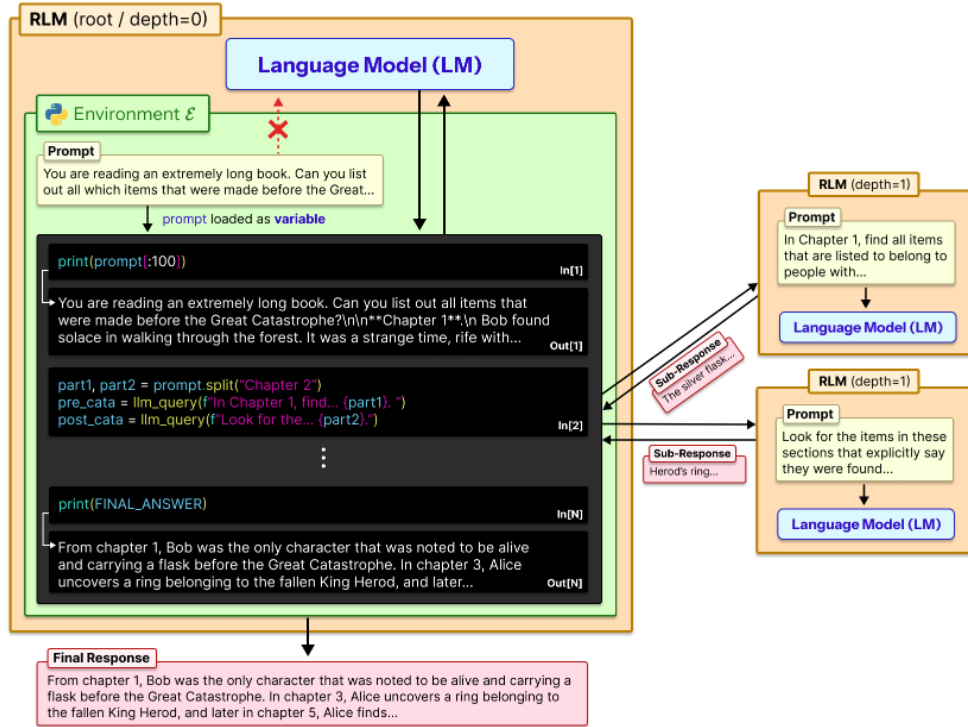 RLM (root / depth=0)
Language Model (LM)
Environment ℰ
Prompt
You are reading an extremely long book. Can you list
out all which items that were made before the Great...
prompt loaded as variable
print(prompt[:100])
In[1]
You are reading an extremely long book. Can you list out all items that
were made before the Great Catastrophe?\n\n**Chapter 1**.\n Bob found
solace in walking through the forest. It was a strange time, rife with...
Out[1]
part1, part2 = prompt.split("Chapter 2")
pre_cata = llm_query(f"In Chapter 1, find... {part1}. ")
post_cata = llm_query(f"Look for the... {part2}.")
In[2]
print(FINAL_ANSWER)
In[N]
From chapter 1, Bob was the only character that was noted to be alive
and carrying a flask before the Great Catastrophe. In chapter 3, Alice
uncovers a ring belonging to the fallen King Herod, and later...
Out[N]
Sub-Response
The silver flask...
Sub-Response
Herod's ring...
RLM (depth=1)
Prompt
In Chapter 1, find all items
that are listed to belong to
people with...
Language Model (LM)
RLM (depth=1)
Prompt
Look for the items in these
sections that explicitly say
they were found...
Language Model (LM)
Final Response
From chapter 1, Bob was the only character that was noted to be alive and carrying a
flask before the Great Catastrophe. In chapter 3, Alice uncovers a ring belonging to
the fallen King Herod, and later in chapter 5, Alice finds...